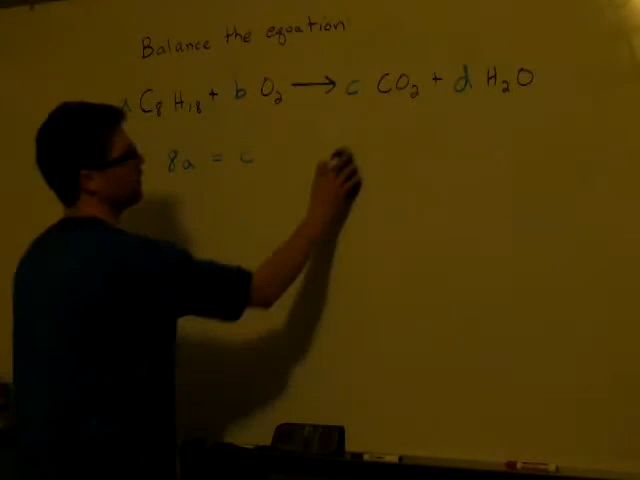 Balance the equation
a C₈ H₁₈ + b O₂ → c CO₂ + d H₂O
8a = c